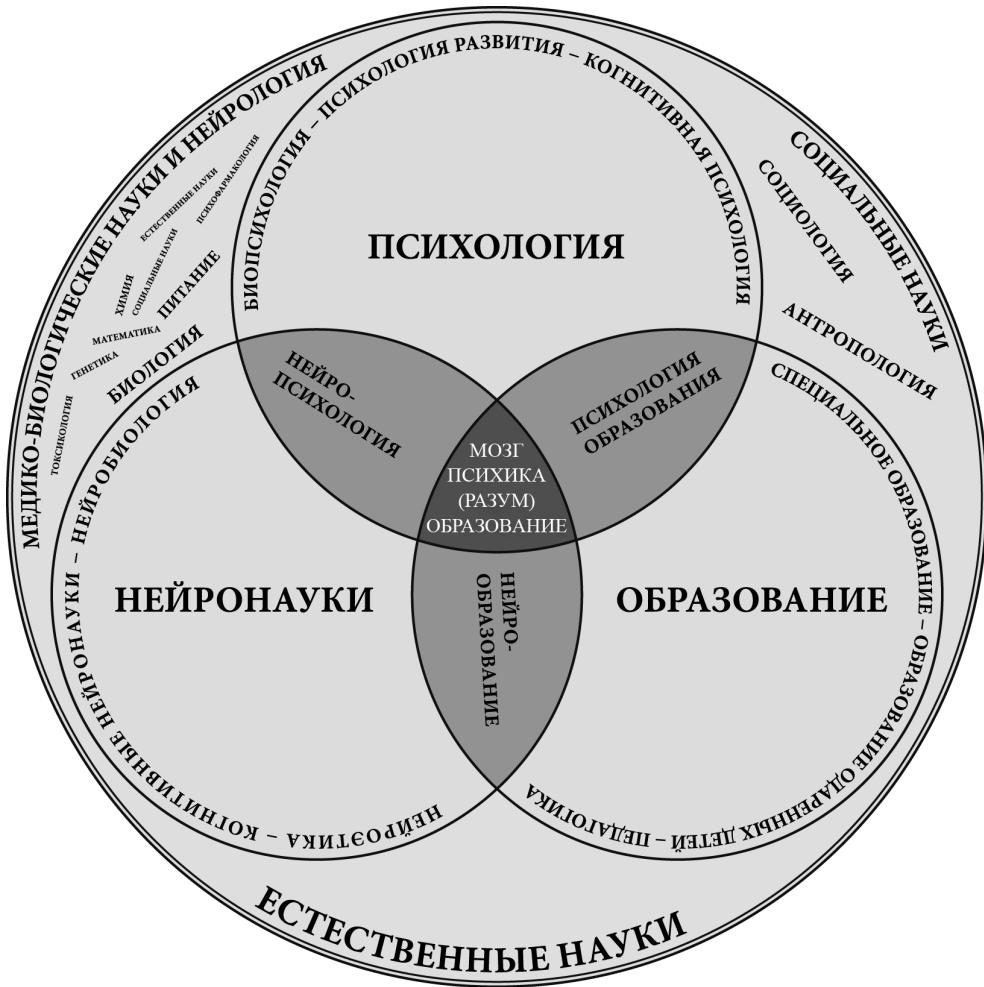 МЕДИКО-БИОЛОГИЧЕСКИЕ НАУКИ И НЕЙРОЛОГИЯ
ЕСТЕСТВЕННЫЕ НАУКИ
ПСИХОФАРМАКОЛОГИЯ
ХИМИЯ
СОЦИАЛЬНЫЕ НАУКИ
ПИТАНИЕ
МАТЕМАТИКА
ГЕНЕТИКА
БИОЛОГИЯ
ТОКСИКОЛОГИЯ
БИОПСИХОЛОГИЯ – ПСИХОЛОГИЯ РАЗВИТИЯ – КОГНИТИВНАЯ ПСИХОЛОГИЯ
ПСИХОЛОГИЯ
СОЦИАЛЬНЫЕ НАУКИ
СОЦИОЛОГИЯ
АНТРОПОЛОГИЯ
НЕЙРО-
ПСИХОЛОГИЯ
ПСИХОЛОГИЯ
ОБРАЗОВАНИЯ
МОЗГ
ПСИХИКА
(РАЗУМ)
ОБРАЗОВАНИЕ
НЕЙРОЭТИКА – КОГНИТИВНЫЕ НЕЙРОНАУКИ – НЕЙРОБИОЛОГИЯ
НЕЙРОНАУКИ
НЕЙРО-
ОБРАЗОВАНИЕ
ОБРАЗОВАНИЕ
СПЕЦИАЛЬНОЕ ОБРАЗОВАНИЕ – ОБРАЗОВАНИЕ ОДАРЕННЫХ ДЕТЕЙ – ПЕДАГОГИКА
ЕСТЕСТВЕННЫЕ НАУКИ